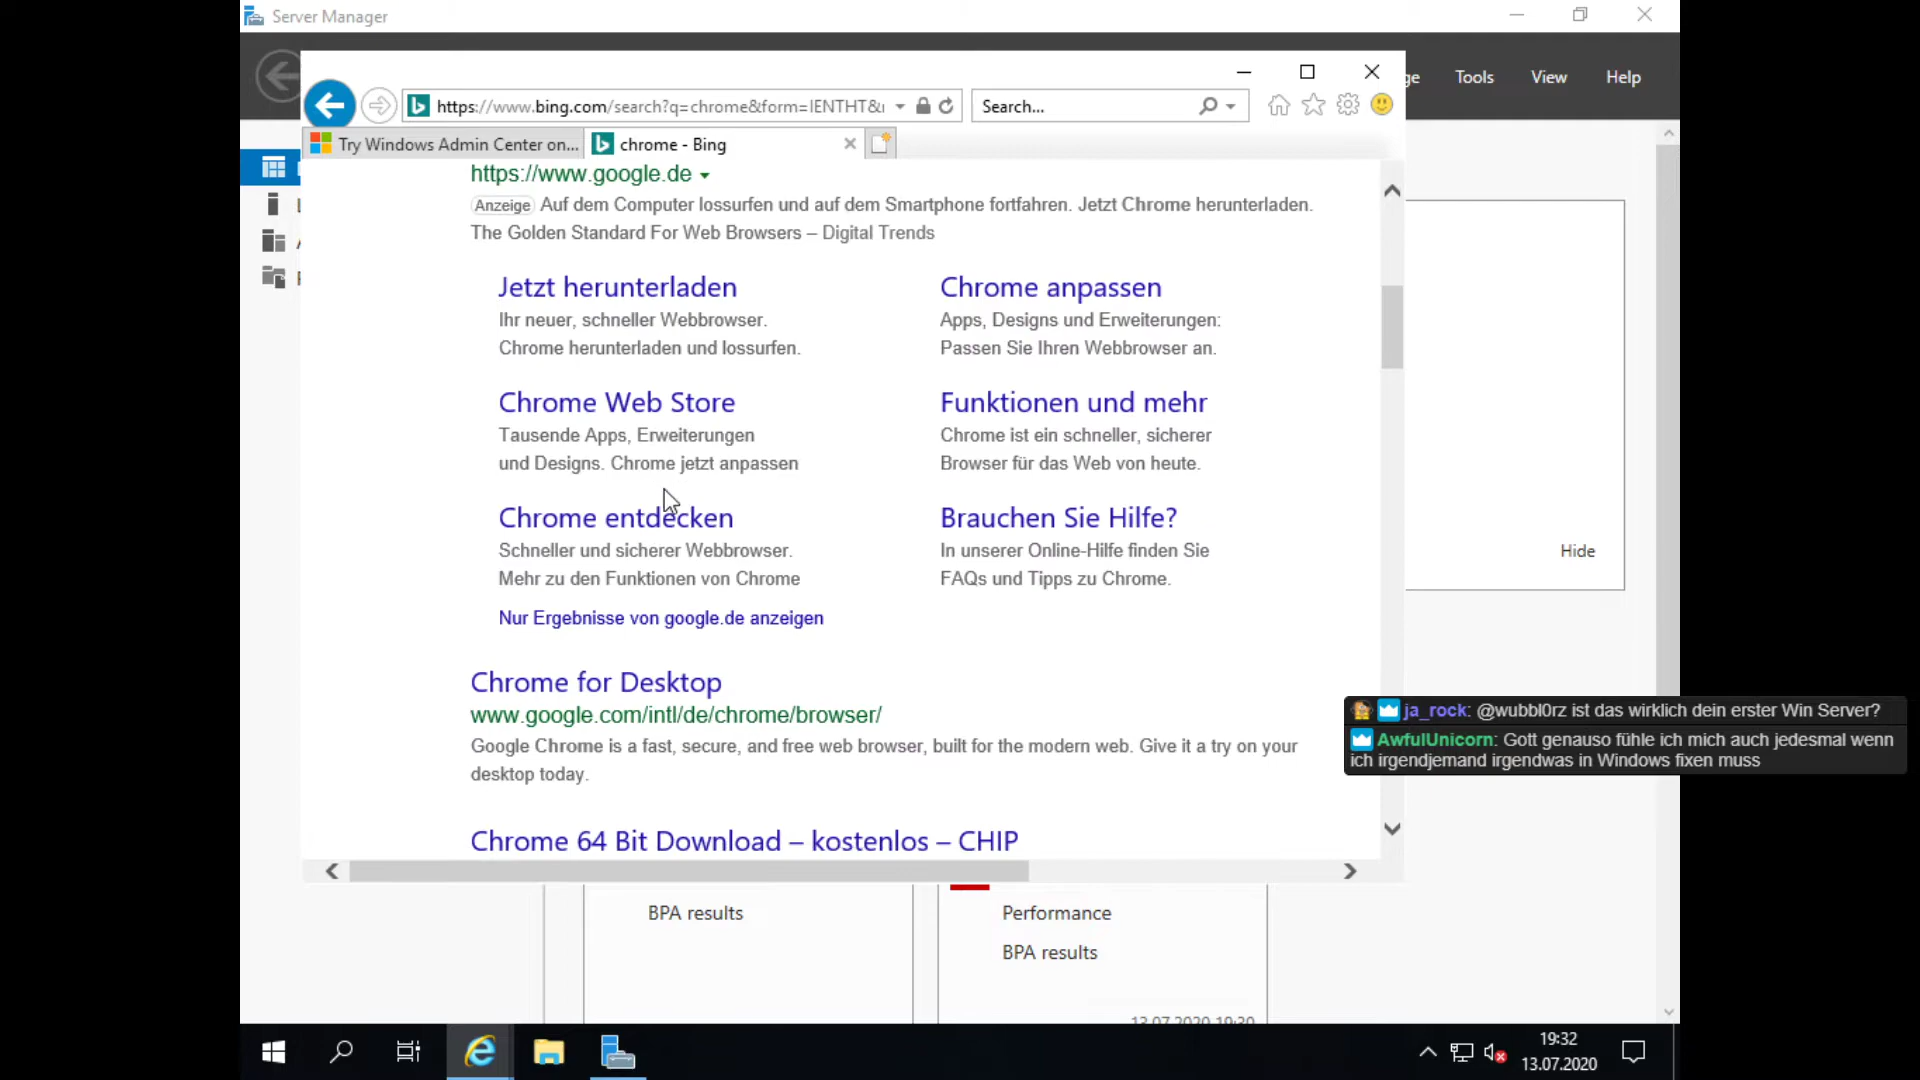 Server Manager
ge Tools View Help
https://www.bing.com/search?q=chrome&form=IENTHT&
Search...
Try Windows Admin Center on...
chrome - Bing
https://www.google.de
Anzeige Auf dem Computer lossurfen und auf dem Smartphone fortfahren. Jetzt Chrome herunterladen.
The Golden Standard For Web Browsers – Digital Trends
Jetzt herunterladen
Ihr neuer, schneller Webbrowser.
Chrome herunterladen und lossurfen.
Chrome anpassen
Apps, Designs und Erweiterungen:
Passen Sie Ihren Webbrowser an.
Chrome Web Store
Tausende Apps, Erweiterungen
und Designs. Chrome jetzt anpassen
Funktionen und mehr
Chrome ist ein schneller, sicherer
Browser für das Web von heute.
Chrome entdecken
Schneller und sicherer Webbrowser.
Mehr zu den Funktionen von Chrome
Brauchen Sie Hilfe?
In unserer Online-Hilfe finden Sie
FAQs und Tipps zu Chrome.
Nur Ergebnisse von google.de anzeigen
Hide
Chrome for Desktop
www.google.com/intl/de/chrome/browser/
Google Chrome is a fast, secure, and free web browser, built for the modern web. Give it a try on your
desktop today.
ja_rock: @wubbl0rz ist das wirklich dein erster Win Server?
AwfulUnicorn: Gott genauso fühle ich mich auch jedesmal wenn
ich irgendjemand irgendwas in Windows fixen muss
Chrome 64 Bit Download – kostenlos – CHIP
BPA results
Performance
BPA results
13.07.2020 19:30
19:32
13.07.2020